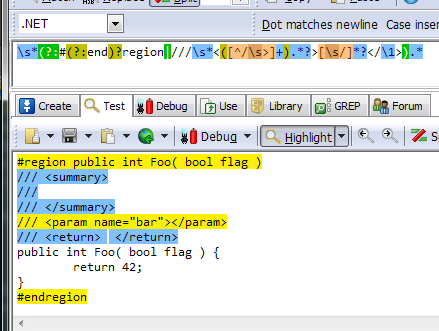 .NET
Dot matches newline Case inser
\s*(?:#(?:end)?region|///\s*<([^/\s>]+).*?>[\s/]*?</\1>).*
Create Test Debug Use Library GREP Forum
Debug Highlight
#region public int Foo( bool flag )
/// <summary>
///
/// </summary>
/// <param name="bar"></param>
/// <return> </return>
public int Foo( bool flag ) {
return 42;
}
#endregion